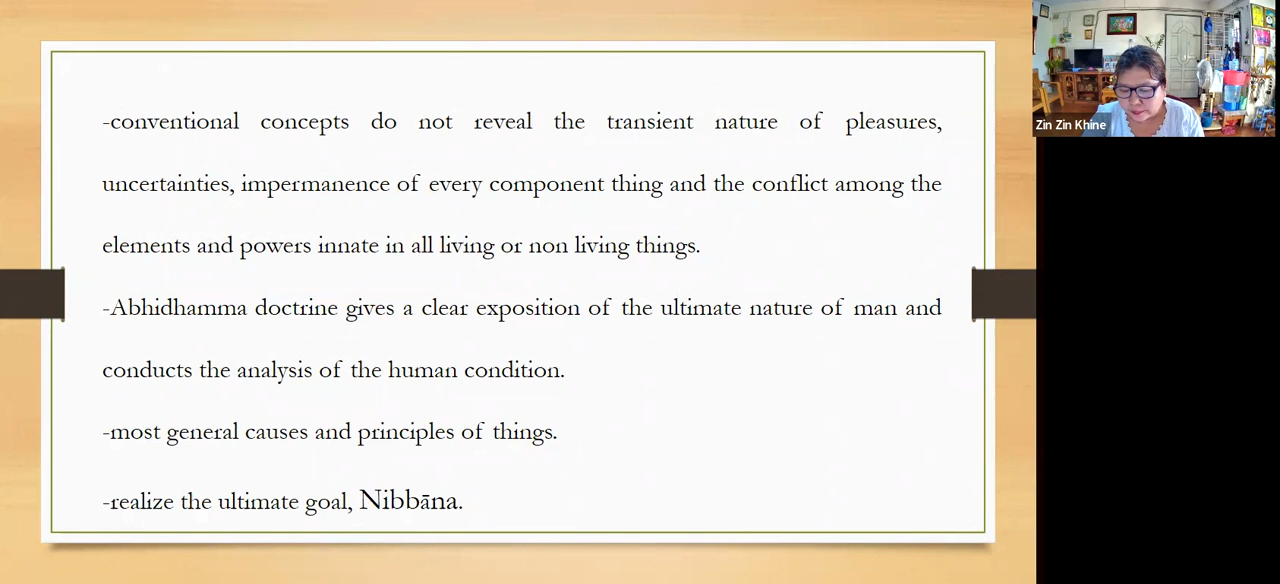 -conventional concepts do not reveal the transient nature of pleasures,
uncertainties, impermanence of every component thing and the conflict among the
elements and powers innate in all living or non living things.
-Abhidhamma doctrine gives a clear exposition of the ultimate nature of man and
conducts the analysis of the human condition.
-most general causes and principles of things.
-realize the ultimate goal, Nibbāna.
Zin Zin Khine